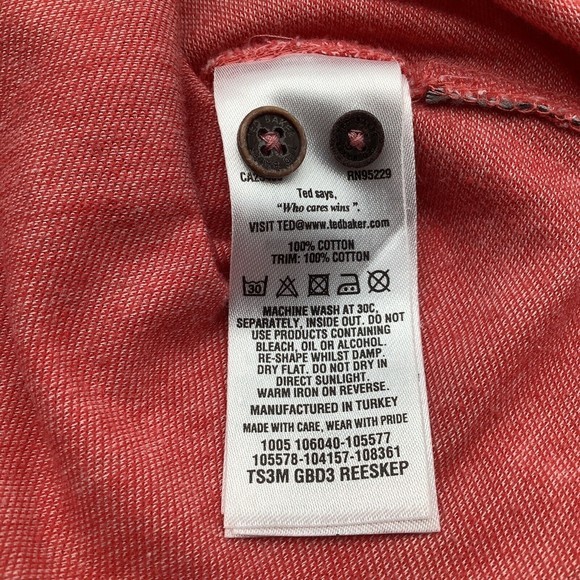 BAKE
RN95229
Ted says,
"Who cares wins".
VISIT TED@www.tedbaker.com
100% COTTON
TRIM: 100% COTTON
30
MACHINE WASH AT 30C,
SEPARATELY, INSIDE OUT. DO NOT
USE PRODUCTS CONTAINING
BLEACH, OIL OR ALCOHOL.
RE-SHAPE WHILST DAMP.
DRY FLAT. DO NOT DRY IN
DIRECT SUNLIGHT.
WARM IRON ON REVERSE.
MANUFACTURED IN TURKEY
MADE WITH CARE, WEAR WITH PRIDE
1005 106040-105577
105578-104157-108361
TS3M GBD3 REESKEP